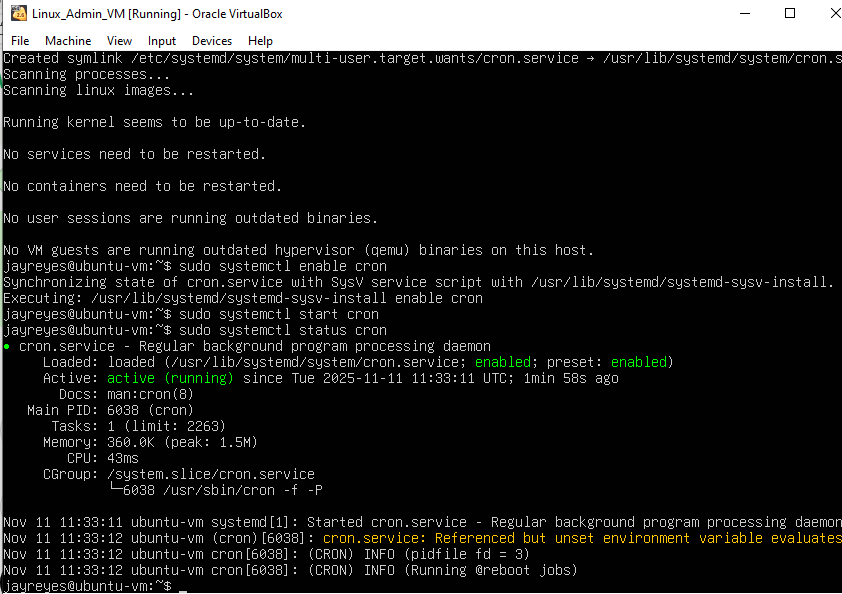 Linux_Admin_VM [Running] - Oracle VirtualBox
File Machine View Input Devices Help
Created symlink /etc/systemd/system/multi-user.target.wants/cron.service → /usr/lib/systemd/system/cron.s
Scanning processes...
Scanning linux images...
Running kernel seems to be up-to-date.
No services need to be restarted.
No containers need to be restarted.
No user sessions are running outdated binaries.
No VM guests are running outdated hypervisor (qemu) binaries on this host.
jayreyes@ubuntu-vm:~$ sudo systemctl enable cron
Synchronizing state of cron.service with SysV service script with /usr/lib/systemd/systemd-sysv-install.
Executing: /usr/lib/systemd/systemd-sysv-install enable cron
jayreyes@ubuntu-vm:~$ sudo systemctl start cron
jayreyes@ubuntu-vm:~$ sudo systemctl status cron
● cron.service - Regular background program processing daemon
Loaded: loaded (/usr/lib/systemd/system/cron.service; enabled; preset: enabled)
Active: active (running) since Tue 2025-11-11 11:33:11 UTC; 1min 58s ago
Docs: man:cron(8)
Main PID: 6038 (cron)
Tasks: 1 (limit: 2263)
Memory: 360.0K (peak: 1.5M)
CPU: 43ms
CGroup: /system.slice/cron.service
└─6038 /usr/sbin/cron -f -P
Nov 11 11:33:11 ubuntu-vm systemd[1]: Started cron.service - Regular background program processing daemon
Nov 11 11:33:12 ubuntu-vm (cron)[6038]: cron.service: Referenced but unset environment variable evaluates
Nov 11 11:33:12 ubuntu-vm cron[6038]: (CRON) INFO (pidfile fd = 3)
Nov 11 11:33:12 ubuntu-vm cron[6038]: (CRON) INFO (Running @reboot jobs)
jayreyes@ubuntu-vm:~$ _